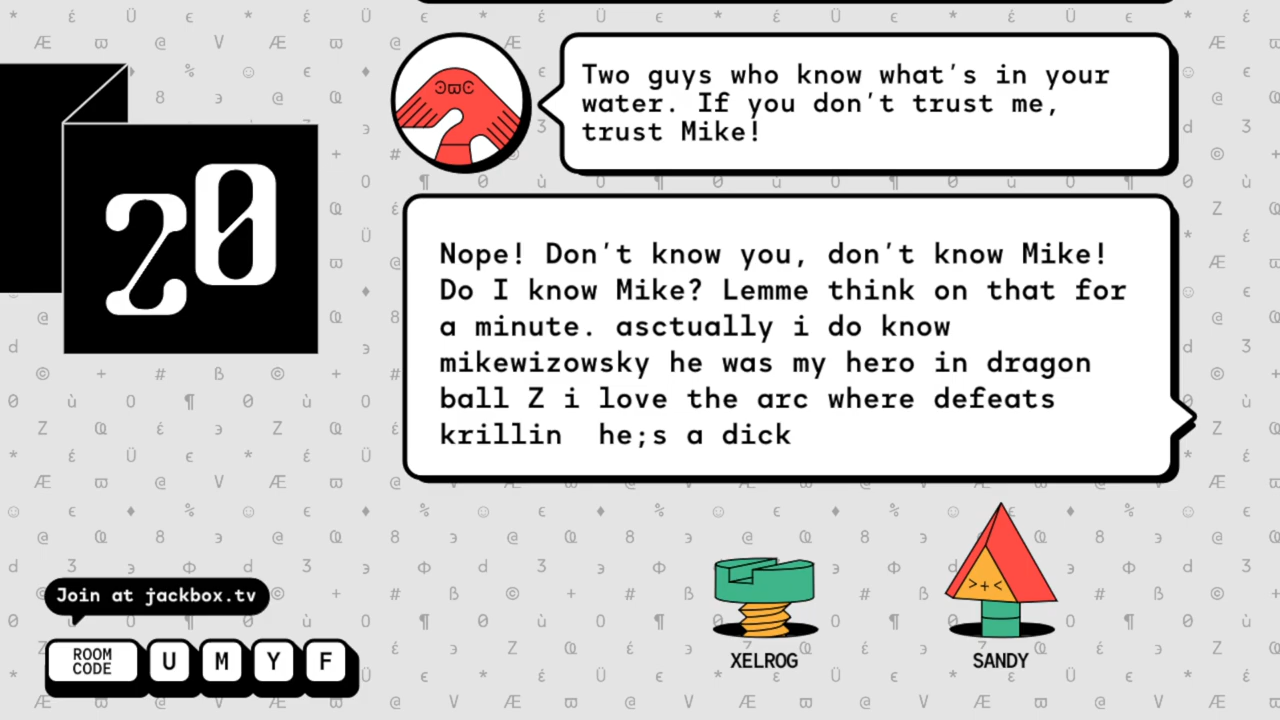 Two guys who know what's in your
water. If you don't trust me,
trust Mike!
20
Nope! Don't know you, don't know Mike!
Do I know Mike? Lemme think on that for
a minute. asctually i do know
mikewizowsky he was my hero in dragon
ball Z i love the arc where defeats
krillin  he;s a dick
>+<
Join at jackbox.tv
ROOM
CODE
U M Y F
XELROG
SANDY